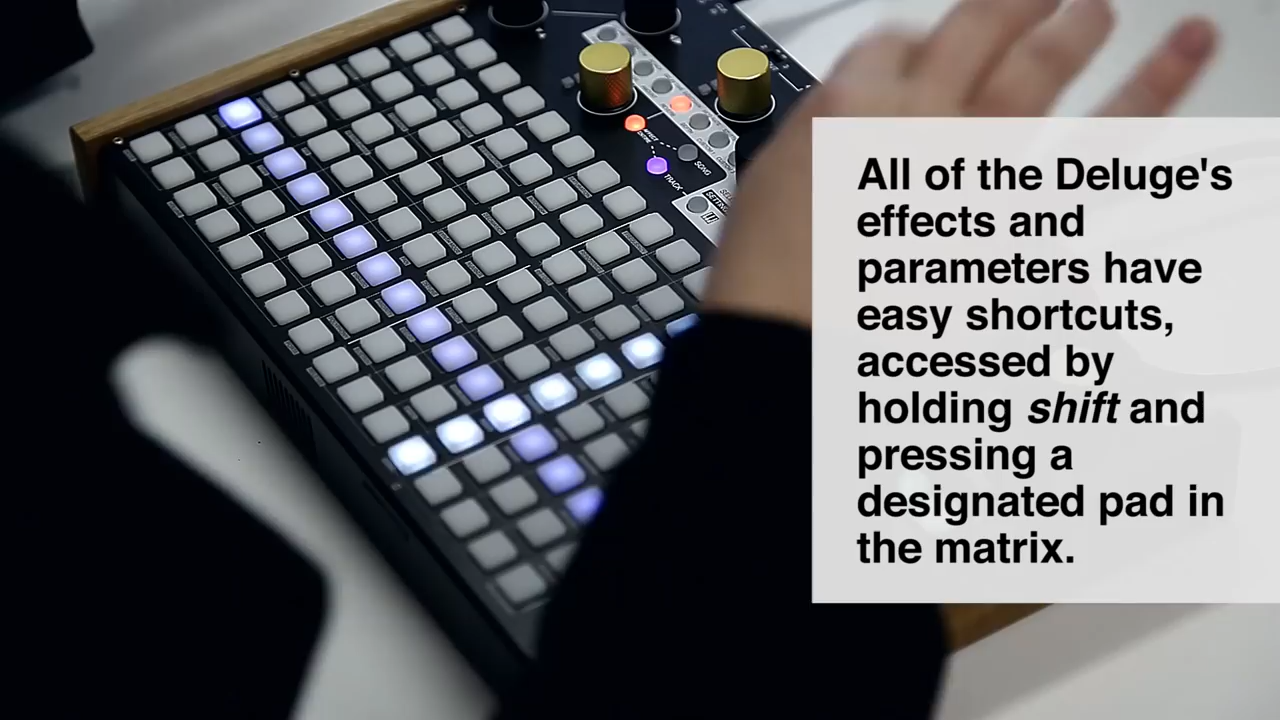 All of the Deluge's
effects and
parameters have
easy shortcuts,
accessed by
holding shift and
pressing a
designated pad in
the matrix.
SONG
TRACK